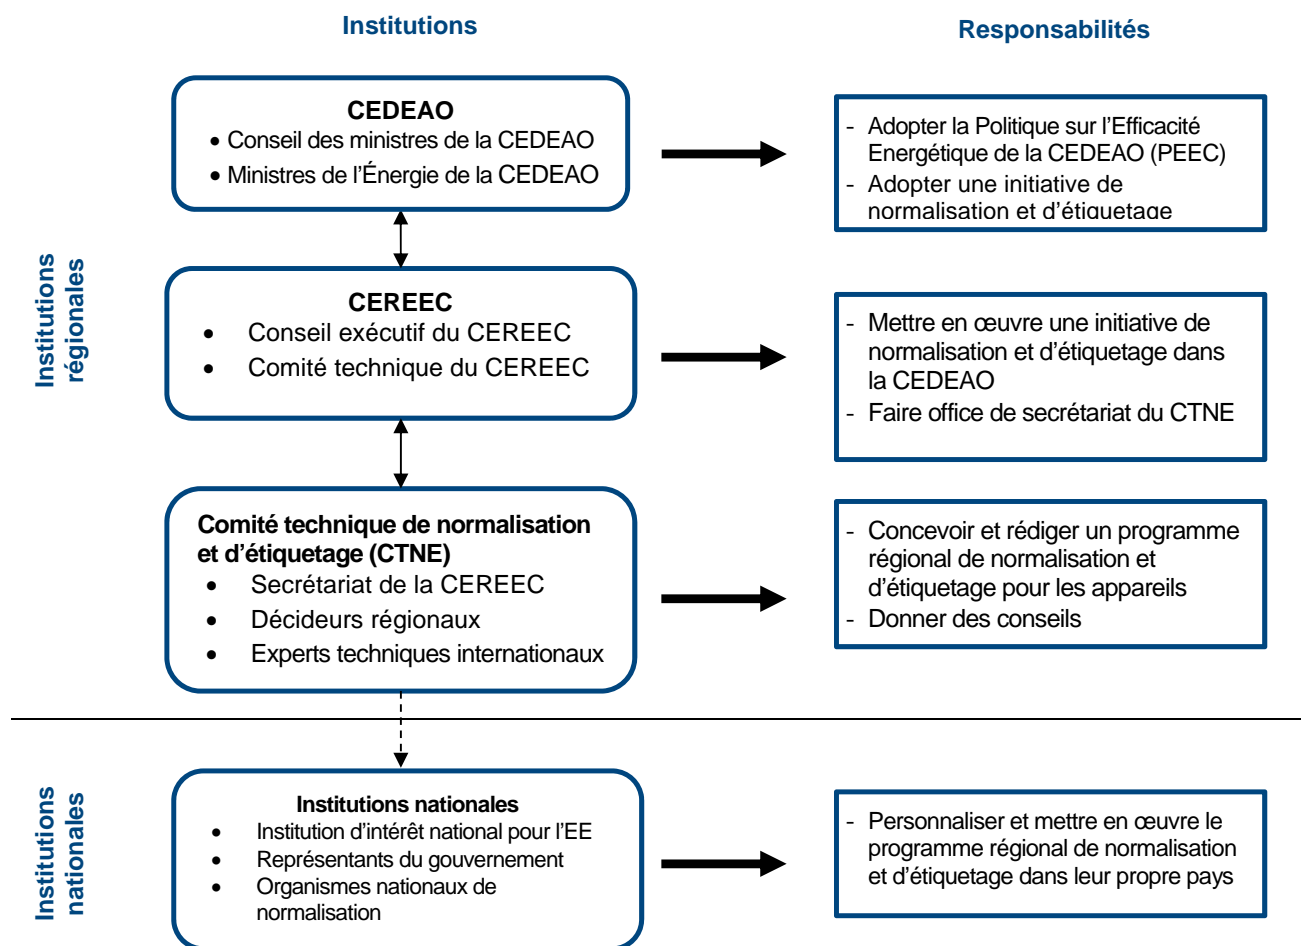 Institutions
Responsabilités
Institutions
régionales
CEDEAO
• Conseil des ministres de la CEDEAO
• Ministres de l’Énergie de la CEDEAO
- Adopter la Politique sur l’Efficacité
Energétique de la CEDEAO (PEEC)
- Adopter une initiative de
normalisation et d’étiquetage
CEREEC
• Conseil exécutif du CEREEC
• Comité technique du CEREEC
- Mettre en œuvre une initiative de
normalisation et d’étiquetage dans
la CEDEAO
- Faire office de secrétariat du CTNE
Comité technique de normalisation
et d’étiquetage (CTNE)
• Secrétariat de la CEREEC
• Décideurs régionaux
• Experts techniques internationaux
- Concevoir et rédiger un programme
régional de normalisation et
d’étiquetage pour les appareils
- Donner des conseils
Institutions
nationales
Institutions nationales
• Institution d’intérêt national pour l’EE
• Représentants du gouvernement
• Organismes nationaux de
normalisation
- Personnaliser et mettre en œuvre le
programme régional de normalisation
et d’étiquetage dans leur propre pays